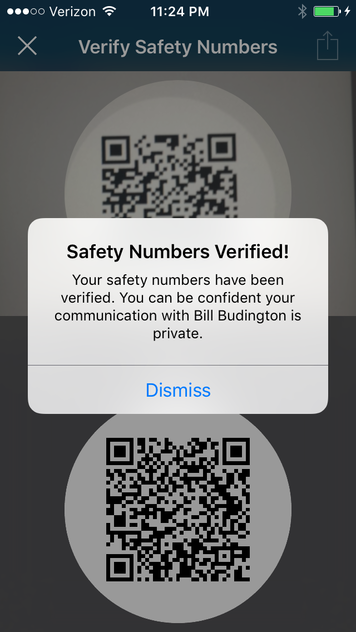 Verizon 11:24 PM
Verify Safety Numbers
Safety Numbers Verified!
Your safety numbers have been
verified. You can be confident your
communication with Bill Budington is
private.
Dismiss